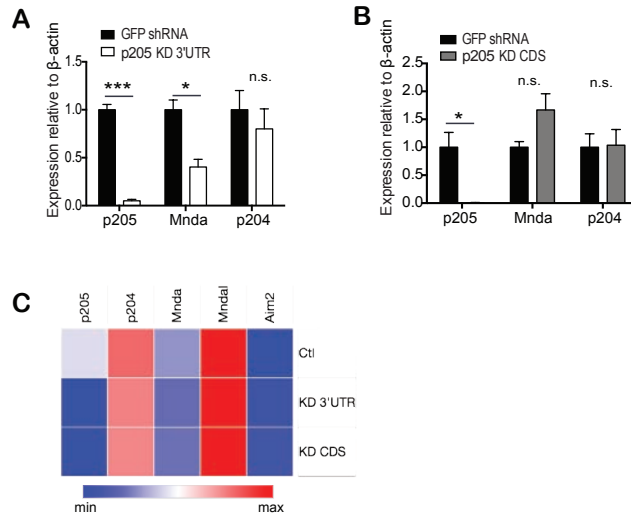 A
GFP shRNA
p205 KD 3'UTR
Expression relative to β-actin
1.5
1.0
0.5
0.0
***
*
n.s.
p205
Mnda
p204
B
GFP shRNA
p205 KD CDS
Expression relative to β-actin
2.5
2.0
1.5
1.0
0.5
0.0
*
n.s.
n.s.
p205
Mnda
p204
C
p205
p204
Mnda
Mndal
Aim2
Ctl
KD 3'UTR
KD CDS
min
max